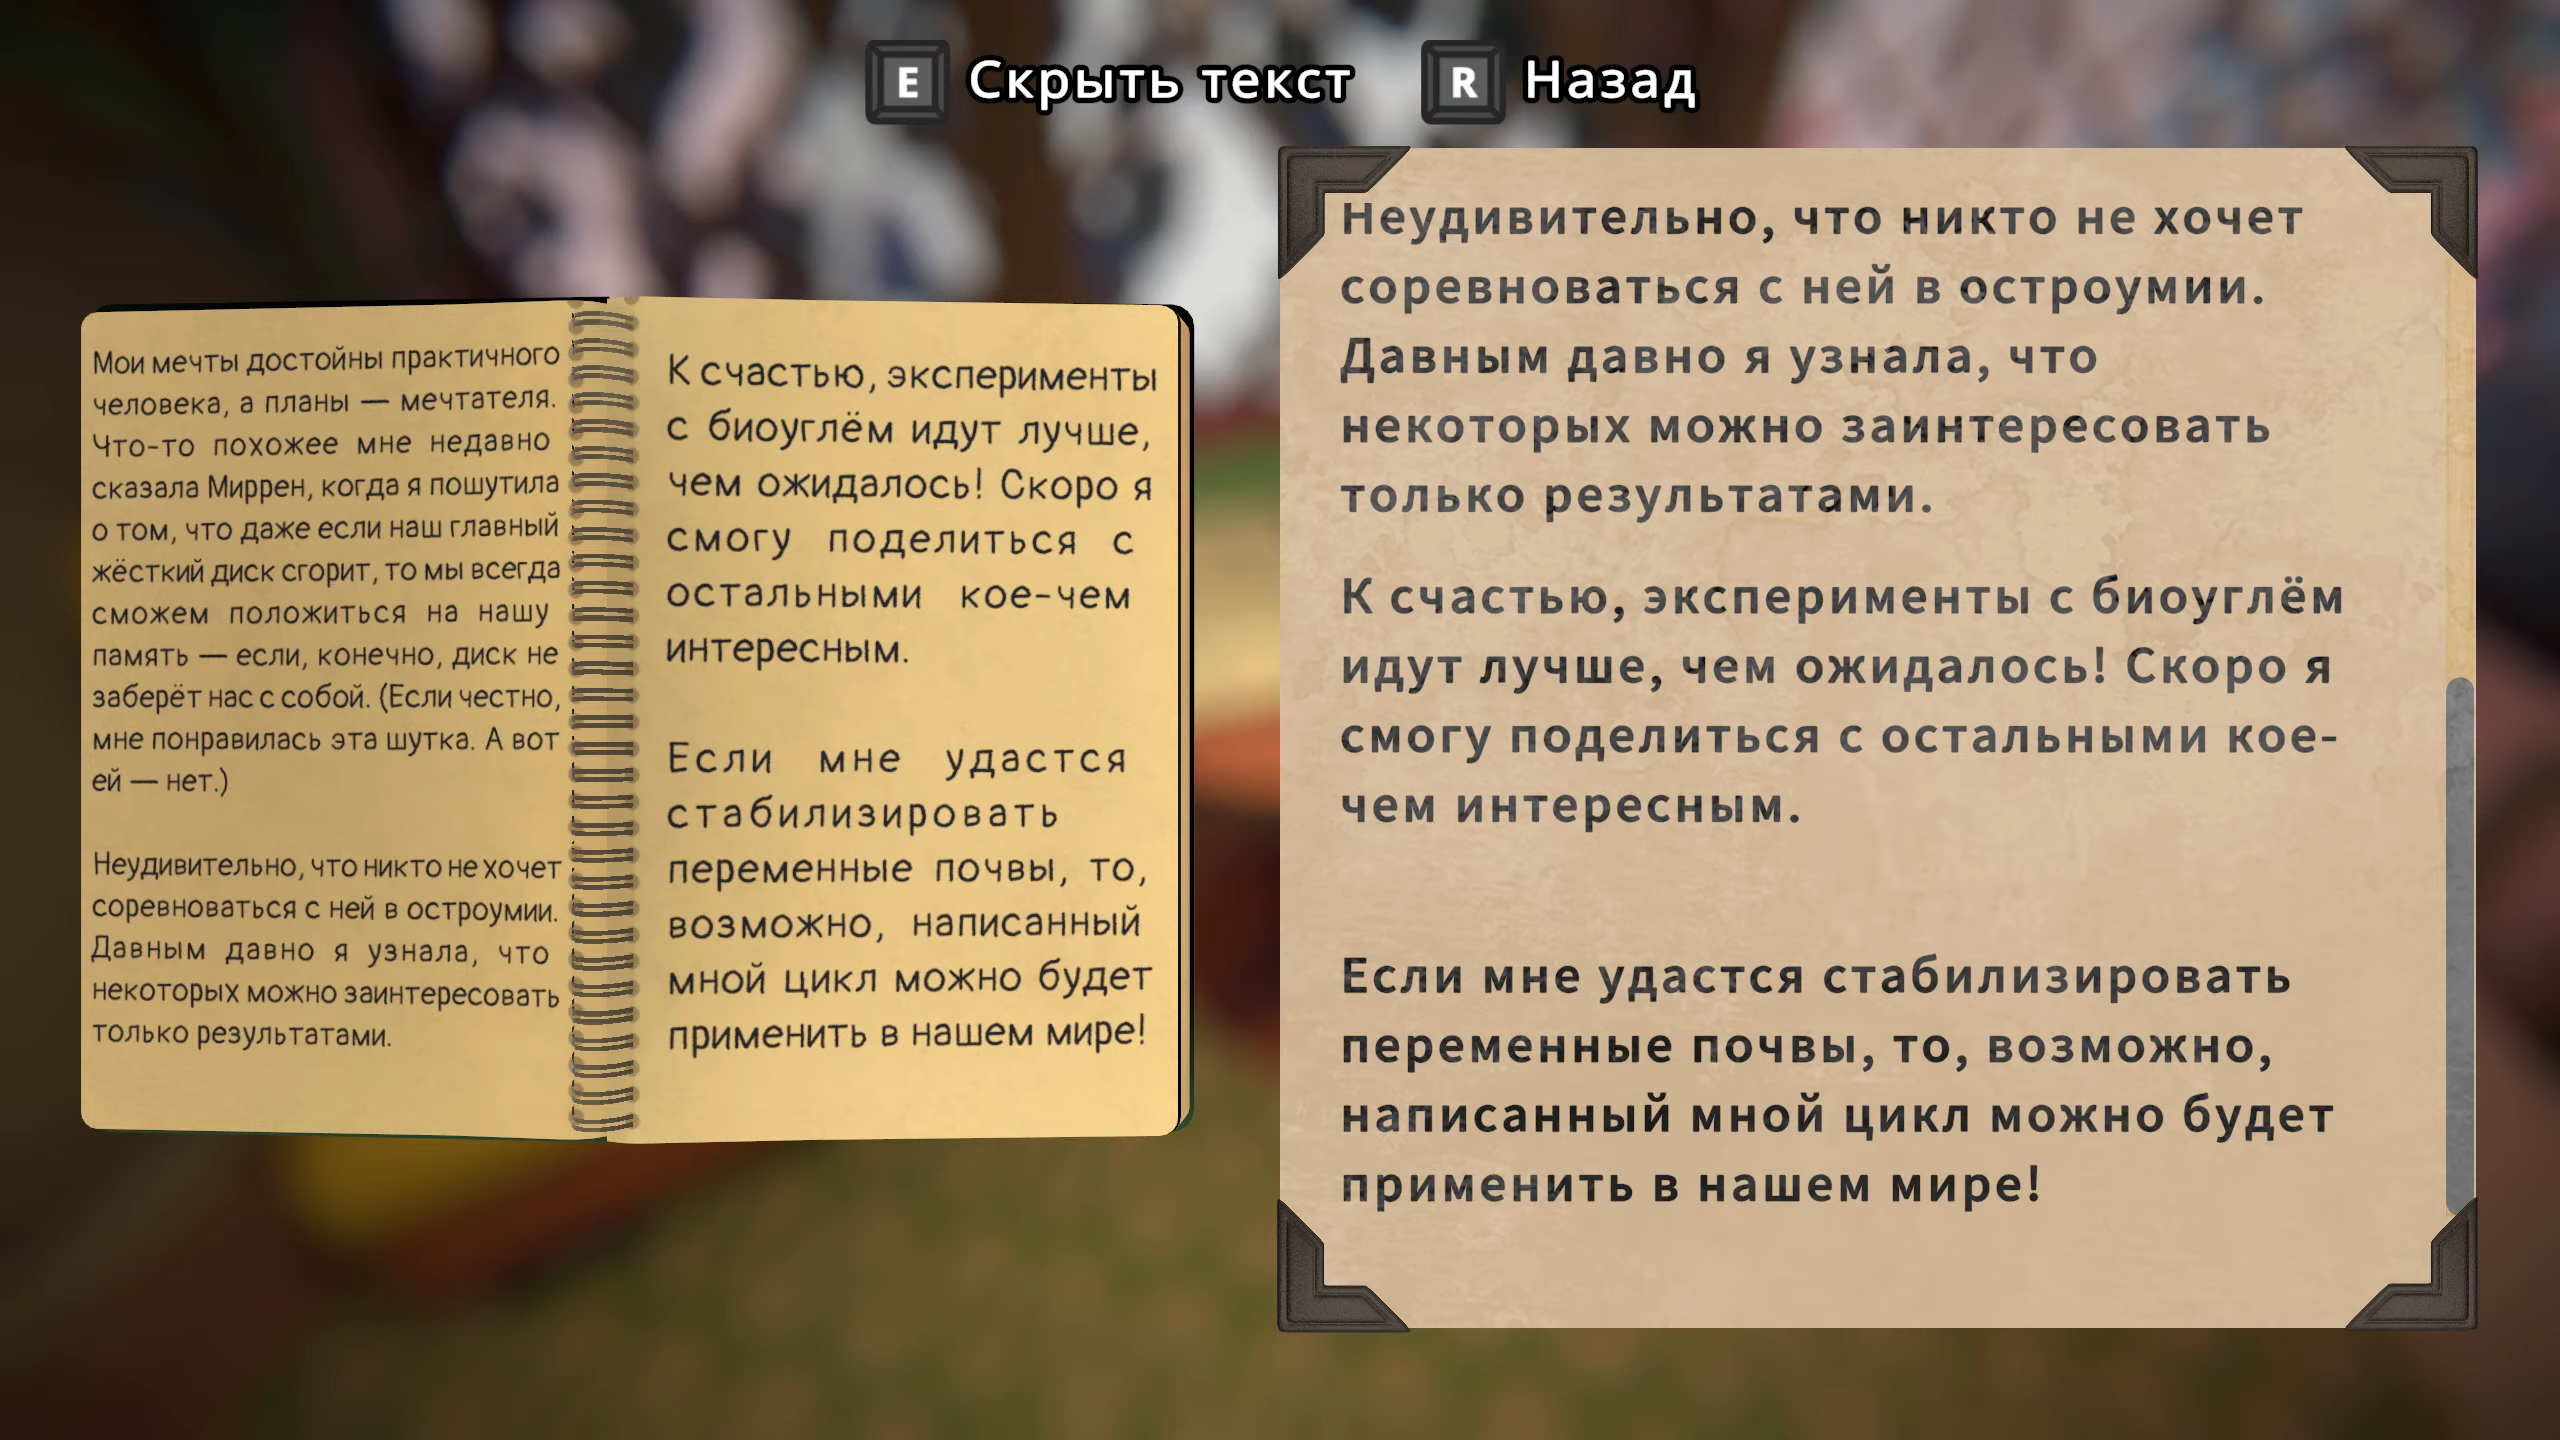 E Скрыть текст R Назад
Мои мечты достойны практичного
человека, а планы — мечтателя.
Что-то похожее мне недавно
сказала Миррен, когда я пошутила
о том, что даже если наш главный
жёсткий диск сгорит, то мы всегда
сможем положиться на нашу
память — если, конечно, диск не
заберёт нас с собой. (Если честно,
мне понравилась эта шутка. А вот
ей — нет.)
Неудивительно, что никто не хочет
соревноваться с ней в остроумии.
Давным давно я узнала, что
некоторых можно заинтересовать
только результатами.
К счастью, эксперименты
с биоуглём идут лучше,
чем ожидалось! Скоро я
смогу поделиться с
остальными кое-чем
интересным.
Если мне удастся
стабилизировать
переменные почвы, то,
возможно, написанный
мной цикл можно будет
применить в нашем мире!
Неудивительно, что никто не хочет
соревноваться с ней в остроумии.
Давным давно я узнала, что
некоторых можно заинтересовать
только результатами.
К счастью, эксперименты с биоуглём
идут лучше, чем ожидалось! Скоро я
смогу поделиться с остальными кое-
чем интересным.
Если мне удастся стабилизировать
переменные почвы, то, возможно,
написанный мной цикл можно будет
применить в нашем мире!